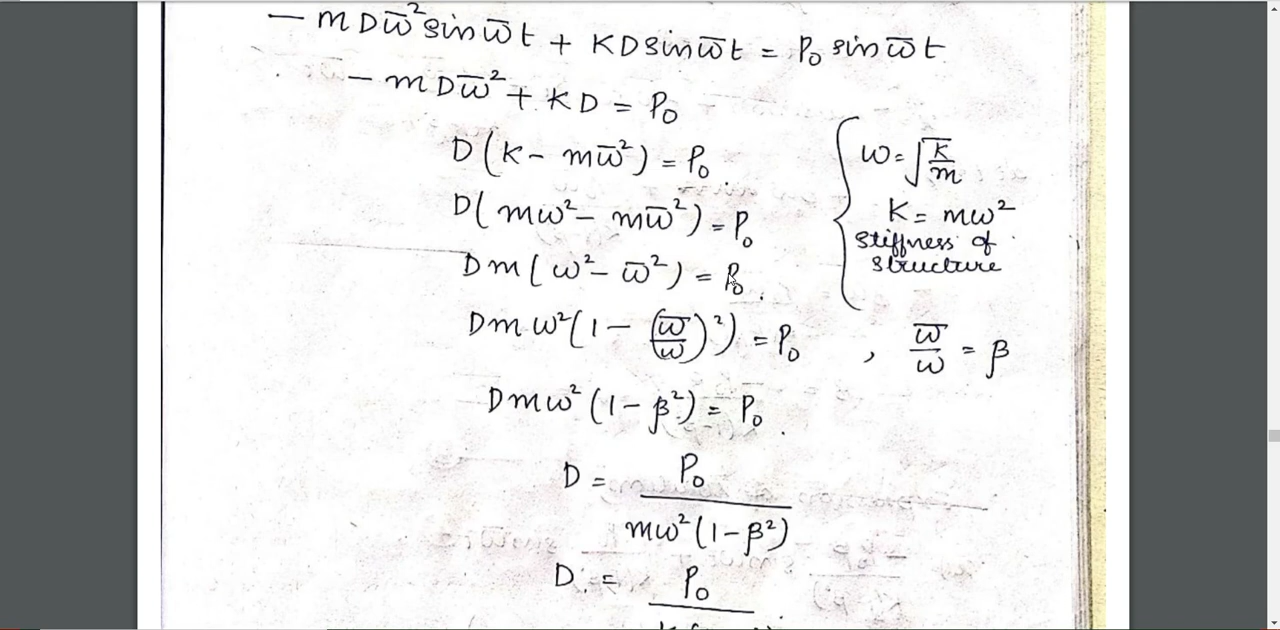 − mDω̅² sin ω̅t + KD sin ω̅t = P₀ sin ω̅t
− mDω̅² + KD = P₀
D(K − mω̅²) = P₀
ω = √(K/m)
D(mω² − mω̅²) = P₀
K = mω²
stiffness of
structure
Dm(ω² − ω̅²) = P₀.
Dmω²(1 − (ω̅/ω)²) = P₀ , ω̅/ω = β
Dmω²(1 − β²) = P₀.
D = P₀ / mω²(1 − β²)
D = P₀